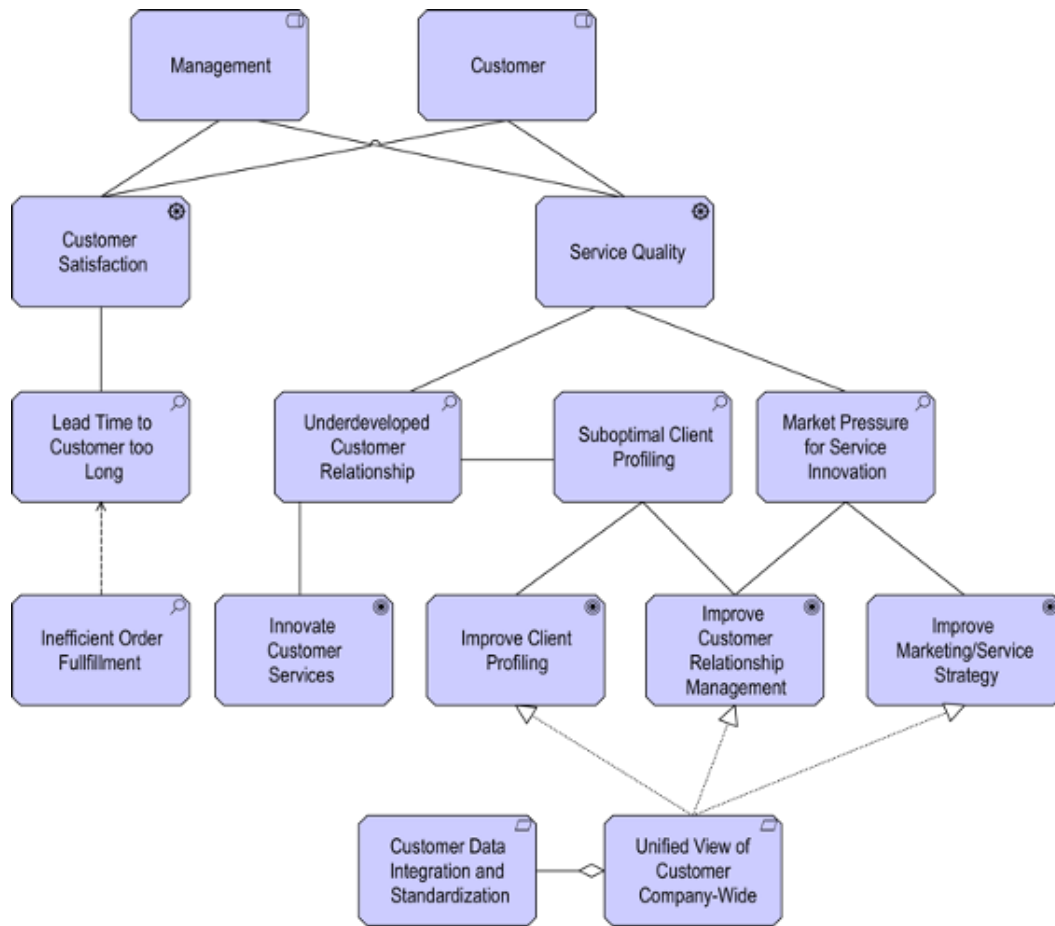 Management
Customer
Customer
Satisfaction
Service Quality
Lead Time to
Customer too
Long
Underdeveloped
Customer
Relationship
Suboptimal Client
Profiling
Market Pressure
for Service
Innovation
Inefficient Order
Fullfillment
Innovate
Customer
Services
Improve Client
Profiling
Improve
Customer
Relationship
Management
Improve
Marketing/Service
Strategy
Customer Data
Integration and
Standardization
Unified View of
Customer
Company-Wide